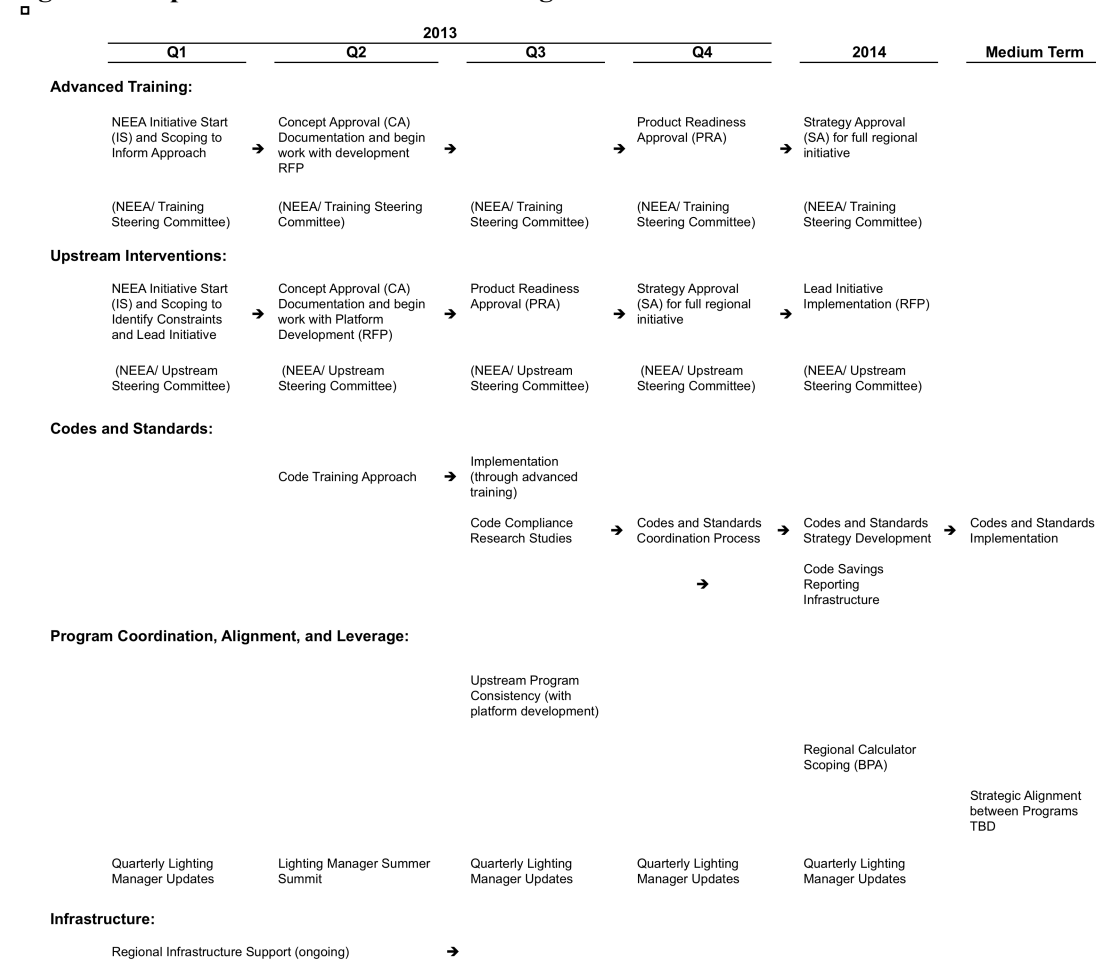 2013
Q1 Q2 Q3 Q4 2014 Medium Term
Advanced Training:
NEEA Initiative Start
(IS) and Scoping to
Inform Approach
➔
Concept Approval (CA)
Documentation and begin
work with development
RFP
➔
➔
Product Readiness
Approval (PRA)
➔
Strategy Approval
(SA) for full regional
initiative
(NEEA/ Training
Steering Committee)
(NEEA/ Training Steering
Committee)
(NEEA/ Training
Steering Committee)
(NEEA/ Training
Steering Committee)
(NEEA/ Training
Steering Committee)
Upstream Interventions:
NEEA Initiative Start
(IS) and Scoping to
Identify Constraints
and Lead Initiative
➔
Concept Approval (CA)
Documentation and begin
work with Platform
Development (RFP)
➔
Product Readiness
Approval (PRA)
➔
Strategy Approval
(SA) for full regional
initiative
➔
Lead Initiative
Implementation (RFP)
(NEEA/ Upstream
Steering Committee)
(NEEA/ Upstream
Steering Committee)
(NEEA/ Upstream
Steering Committee)
(NEEA/ Upstream
Steering Committee)
(NEEA/ Upstream
Steering Committee)
Codes and Standards:
Code Training Approach
➔
Implementation
(through advanced
training)
Code Compliance
Research Studies
➔
Codes and Standards
Coordination Process
➔
Codes and Standards
Strategy Development
➔
Codes and Standards
Implementation
➔
Code Savings
Reporting
Infrastructure
Program Coordination, Alignment, and Leverage:
Upstream Program
Consistency (with
platform development)
Regional Calculator
Scoping (BPA)
Strategic Alignment
between Programs
TBD
Quarterly Lighting
Manager Updates
Lighting Manager Summer
Summit
Quarterly Lighting
Manager Updates
Quarterly Lighting
Manager Updates
Quarterly Lighting
Manager Updates
Infrastructure:
Regional Infrastructure Support (ongoing)
➔